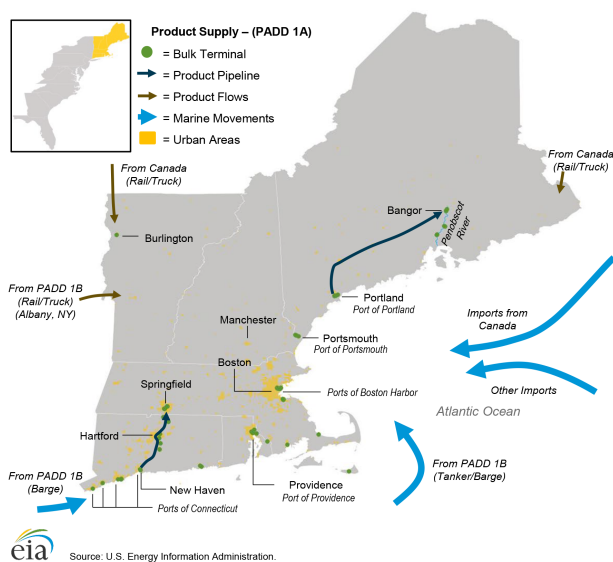 Product Supply – (PADD 1A)
= Bulk Terminal
= Product Pipeline
= Product Flows
= Marine Movements
= Urban Areas
From Canada
(Rail/Truck)
From Canada
(Rail/Truck)
Bangor
Penobscot
River
Burlington
From PADD 1B
(Rail/Truck)
(Albany, NY)
Portland
Port of Portland
Imports from
Canada
Manchester
Portsmouth
Port of Portsmouth
Boston
Springfield
Ports of Boston Harbor
Other Imports
Atlantic Ocean
Hartford
From PADD 1B
(Barge)
From PADD 1B
(Tanker/Barge)
New Haven
Providence
Port of Providence
Ports of Connecticut
eia
Source: U.S. Energy Information Administration.